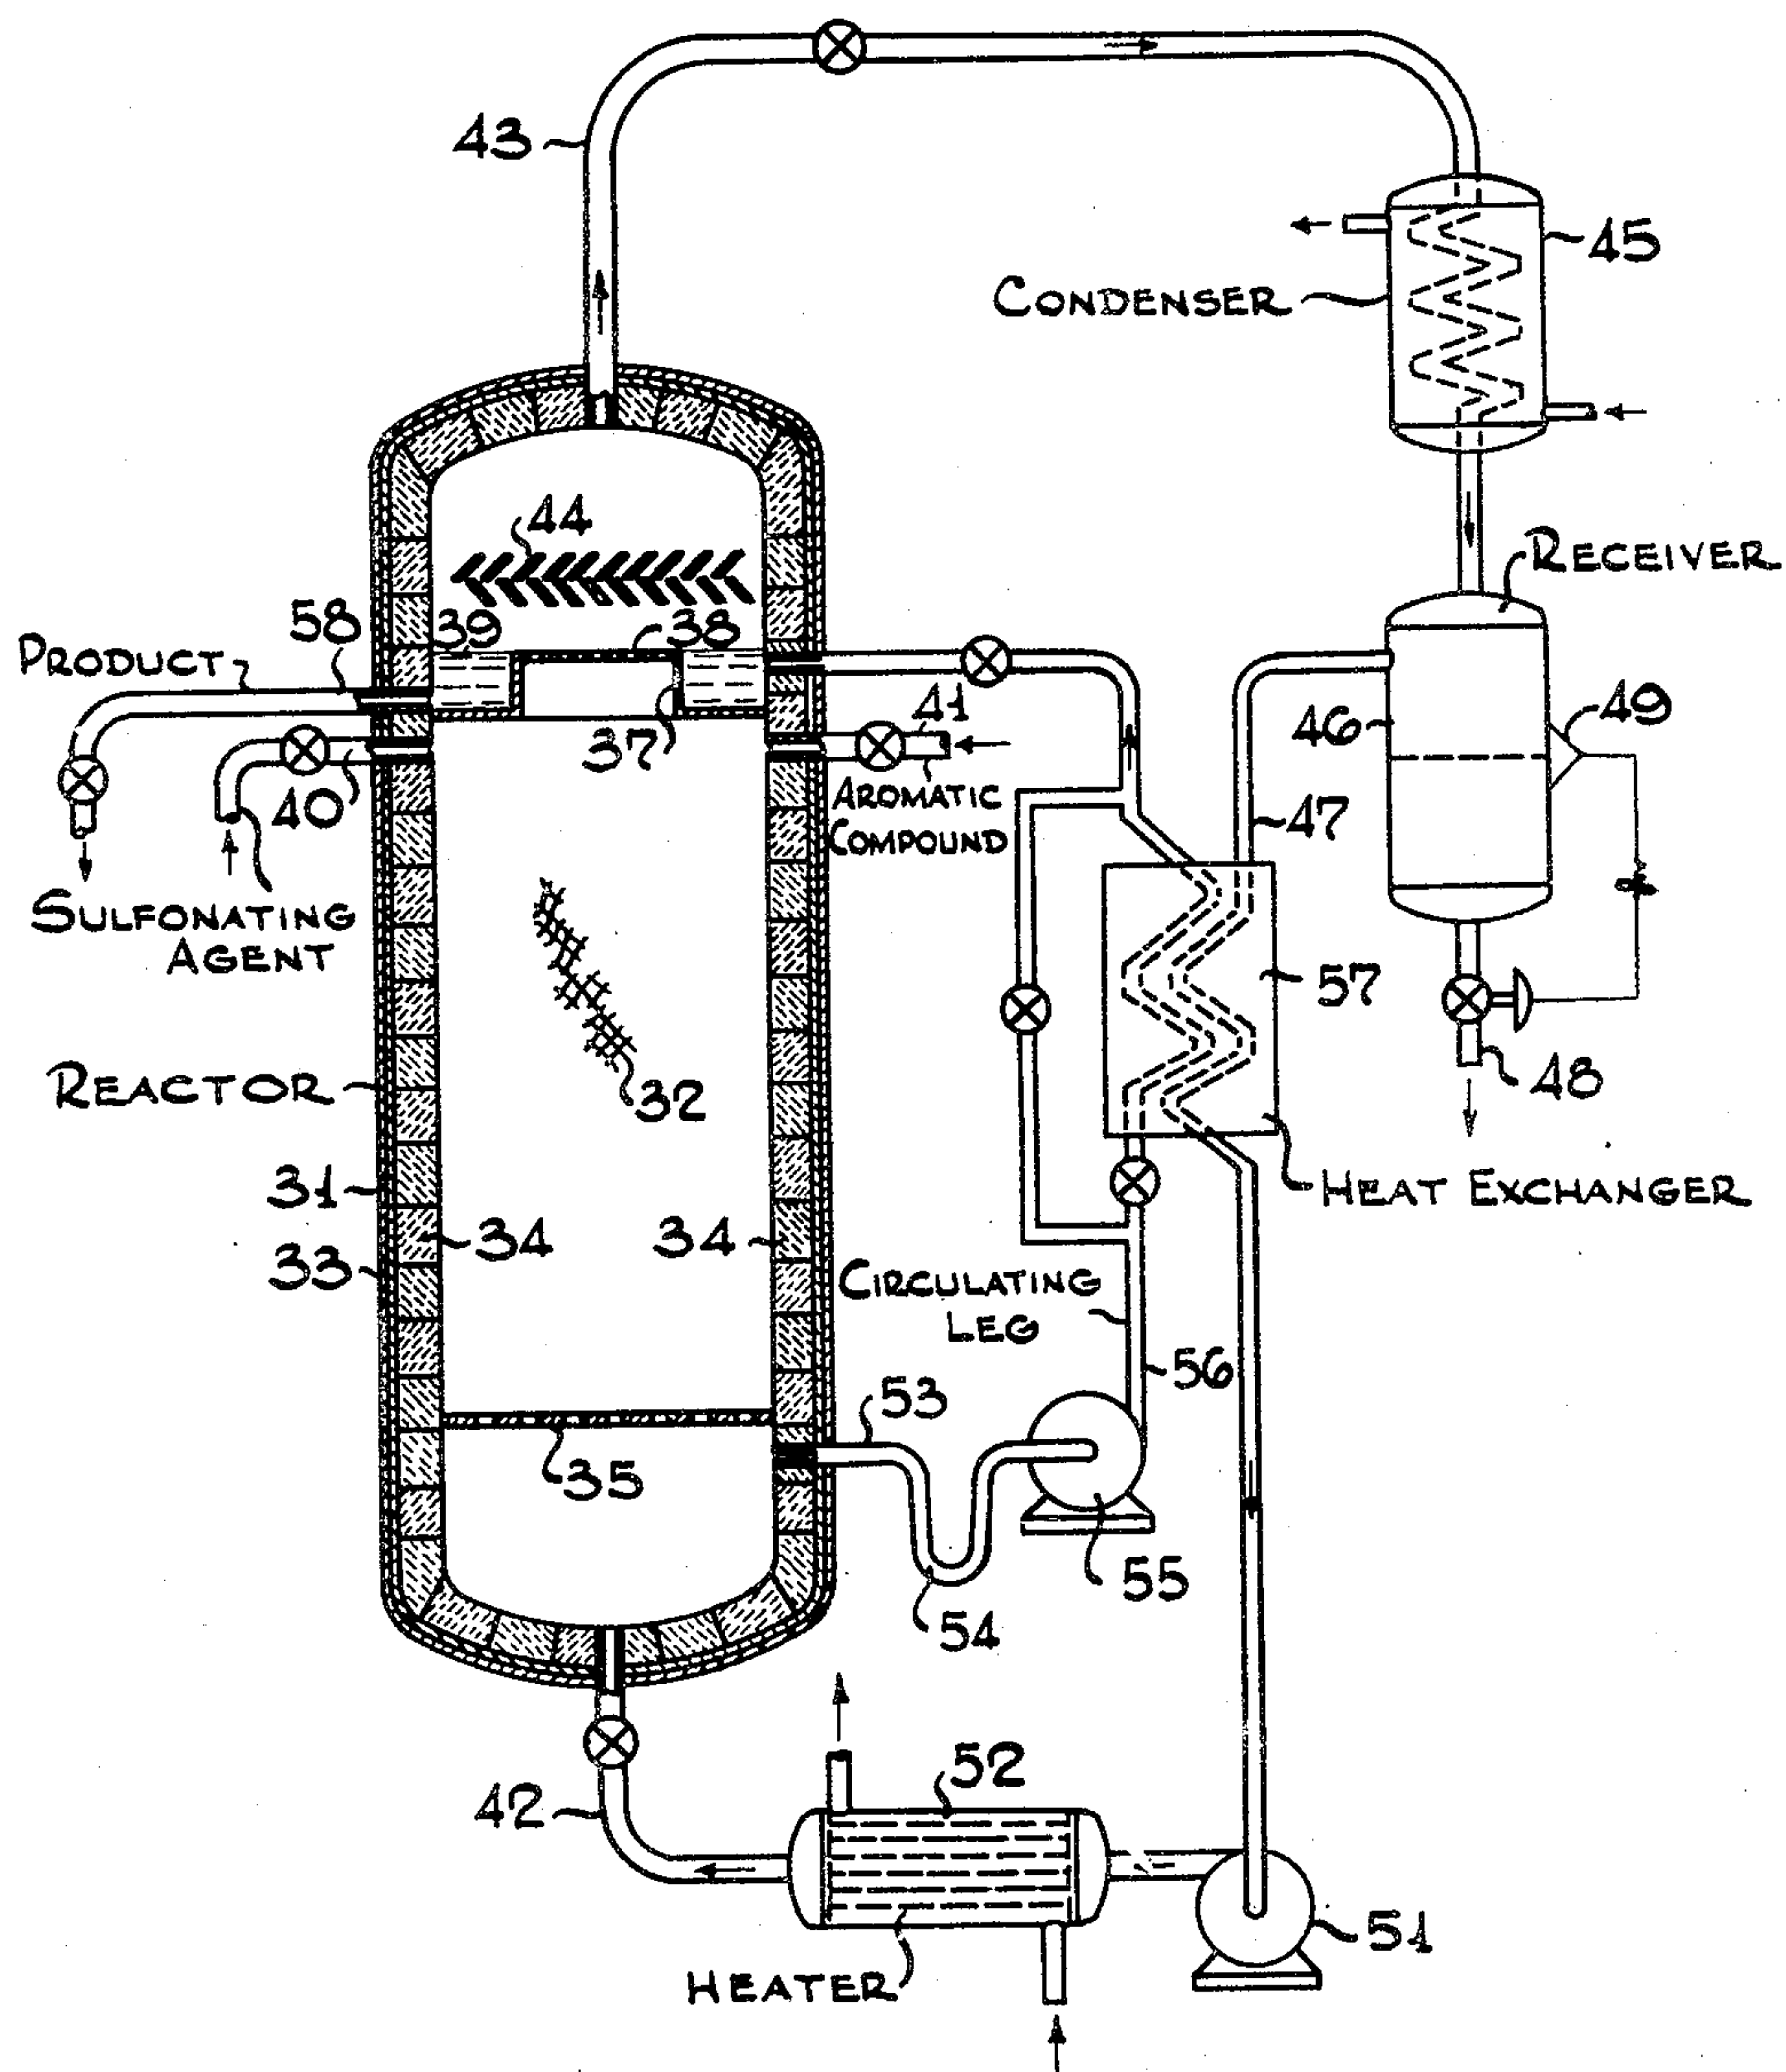 43
45
CONDENSER
44
RECEIVER
58
39
38
PRODUCT
41
49
37
46
40
AROMATIC
COMPOUND
47
SULFONATING
AGENT
57
32
48
REACTOR
31
HEAT EXCHANGER
34
34
33
CIRCULATING
LEG
56
53
35
55
54
52
42
51
HEATER